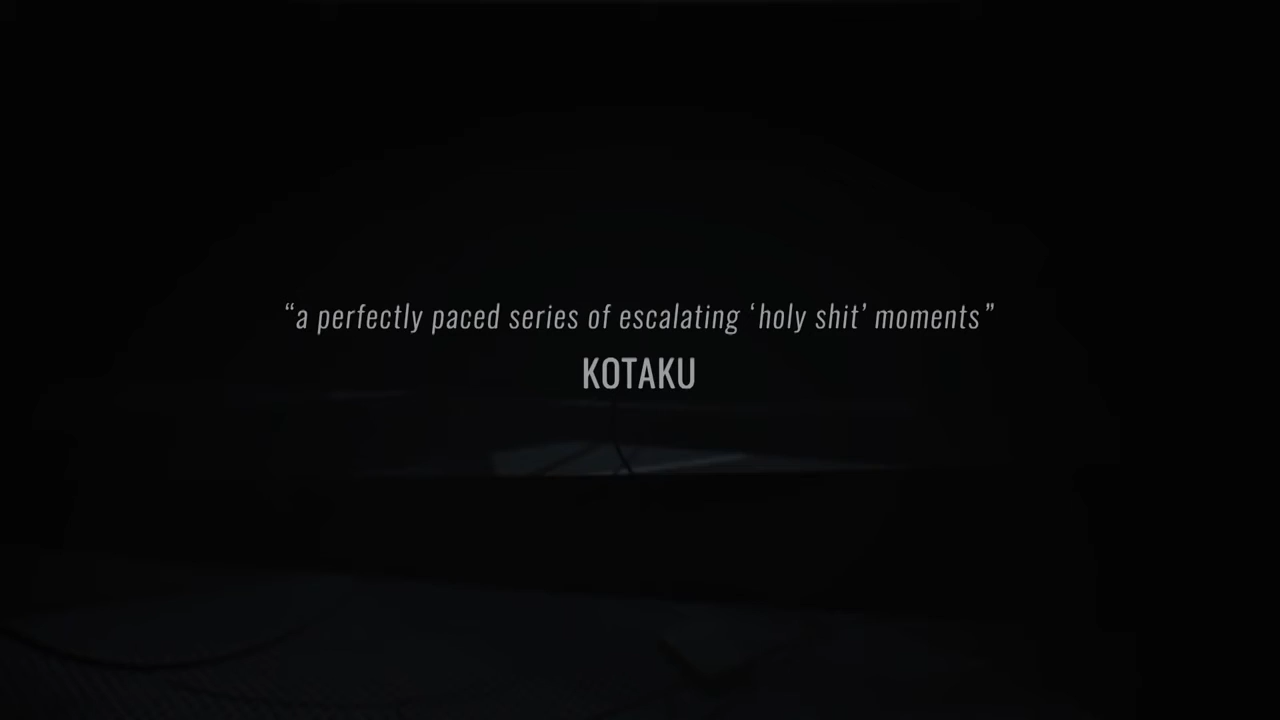 “a perfectly paced series of escalating ‘holy shit’ moments”
KOTAKU